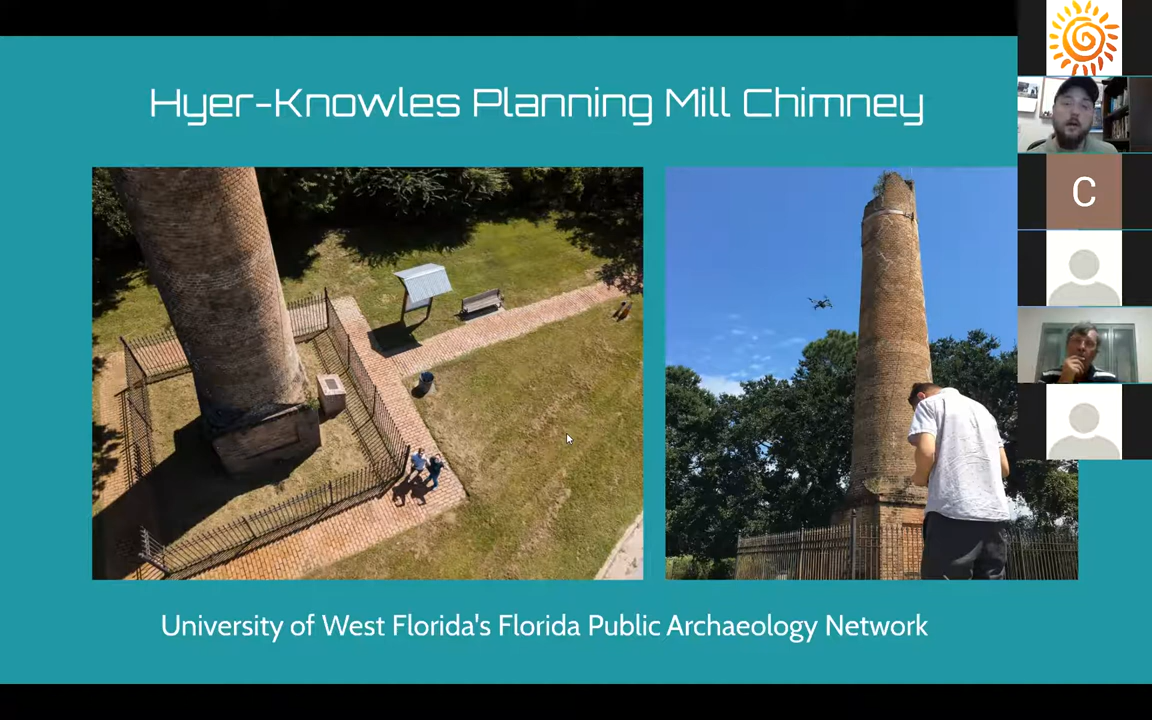 Hyer-Knowles Planning Mill Chimney
C
University of West Florida's Florida Public Archaeology Network